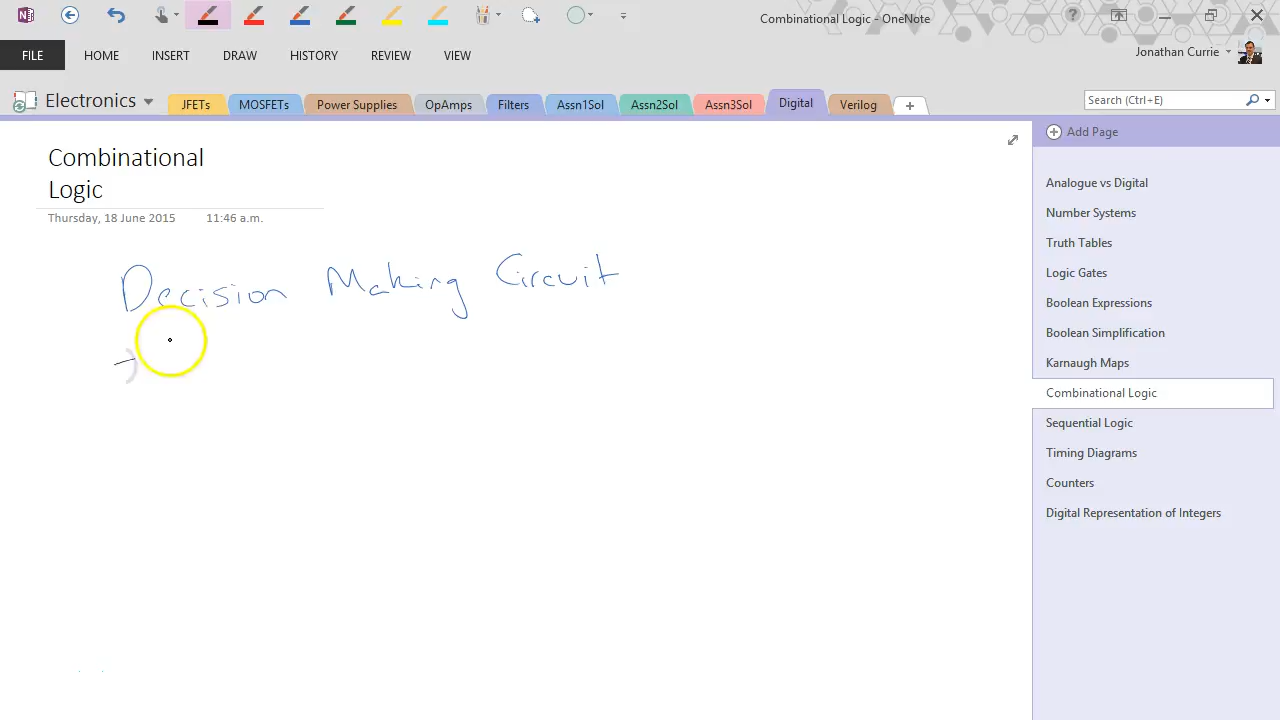 Combinational Logic - OneNote
?
FILE HOME INSERT DRAW HISTORY REVIEW VIEW
Jonathan Currie
Electronics JFETs MOSFETs Power Supplies OpAmps Filters Assn1Sol Assn2Sol Assn3Sol Digital Verilog + Search (Ctrl+E)
Combinational
Logic
Thursday, 18 June 2015 11:46 a.m.
Decision Making Circuit
Add Page
Analogue vs Digital
Number Systems
Truth Tables
Logic Gates
Boolean Expressions
Boolean Simplification
Karnaugh Maps
Combinational Logic
Sequential Logic
Timing Diagrams
Counters
Digital Representation of Integers